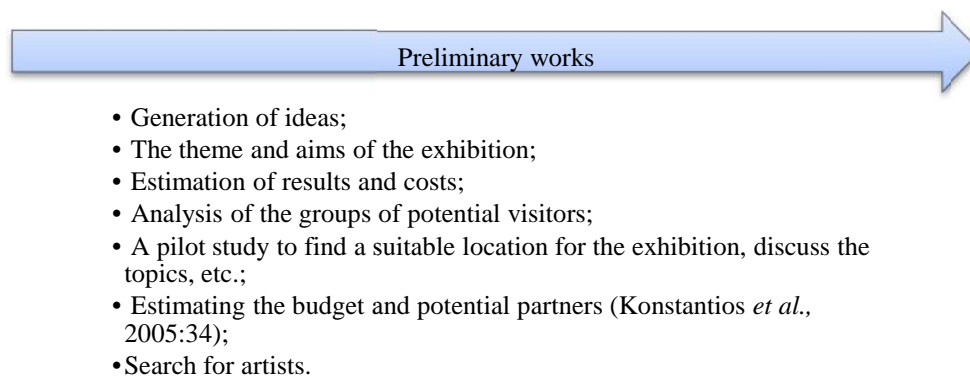 Preliminary works
• Generation of ideas;
• The theme and aims of the exhibition;
• Estimation of results and costs;
• Analysis of the groups of potential visitors;
• A pilot study to find a suitable location for the exhibition, discuss the
topics, etc.;
• Estimating the budget and potential partners (Konstantios et al.,
2005:34);
•Search for artists.